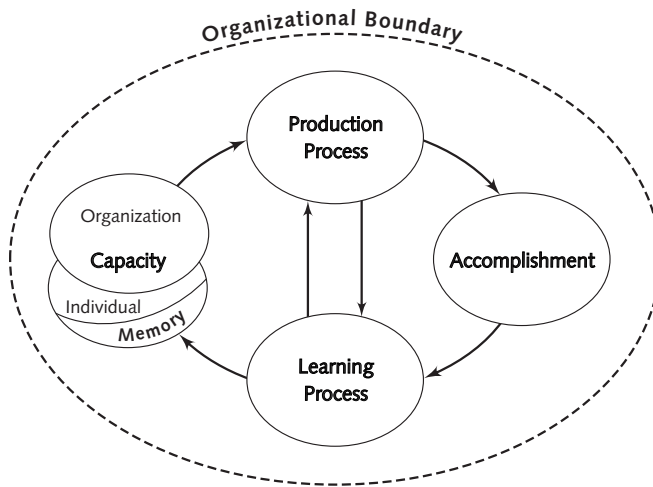 Organizational Boundary
Production
Process
Organization
Capacity
Individual
Memory
Accomplishment
Learning
Process